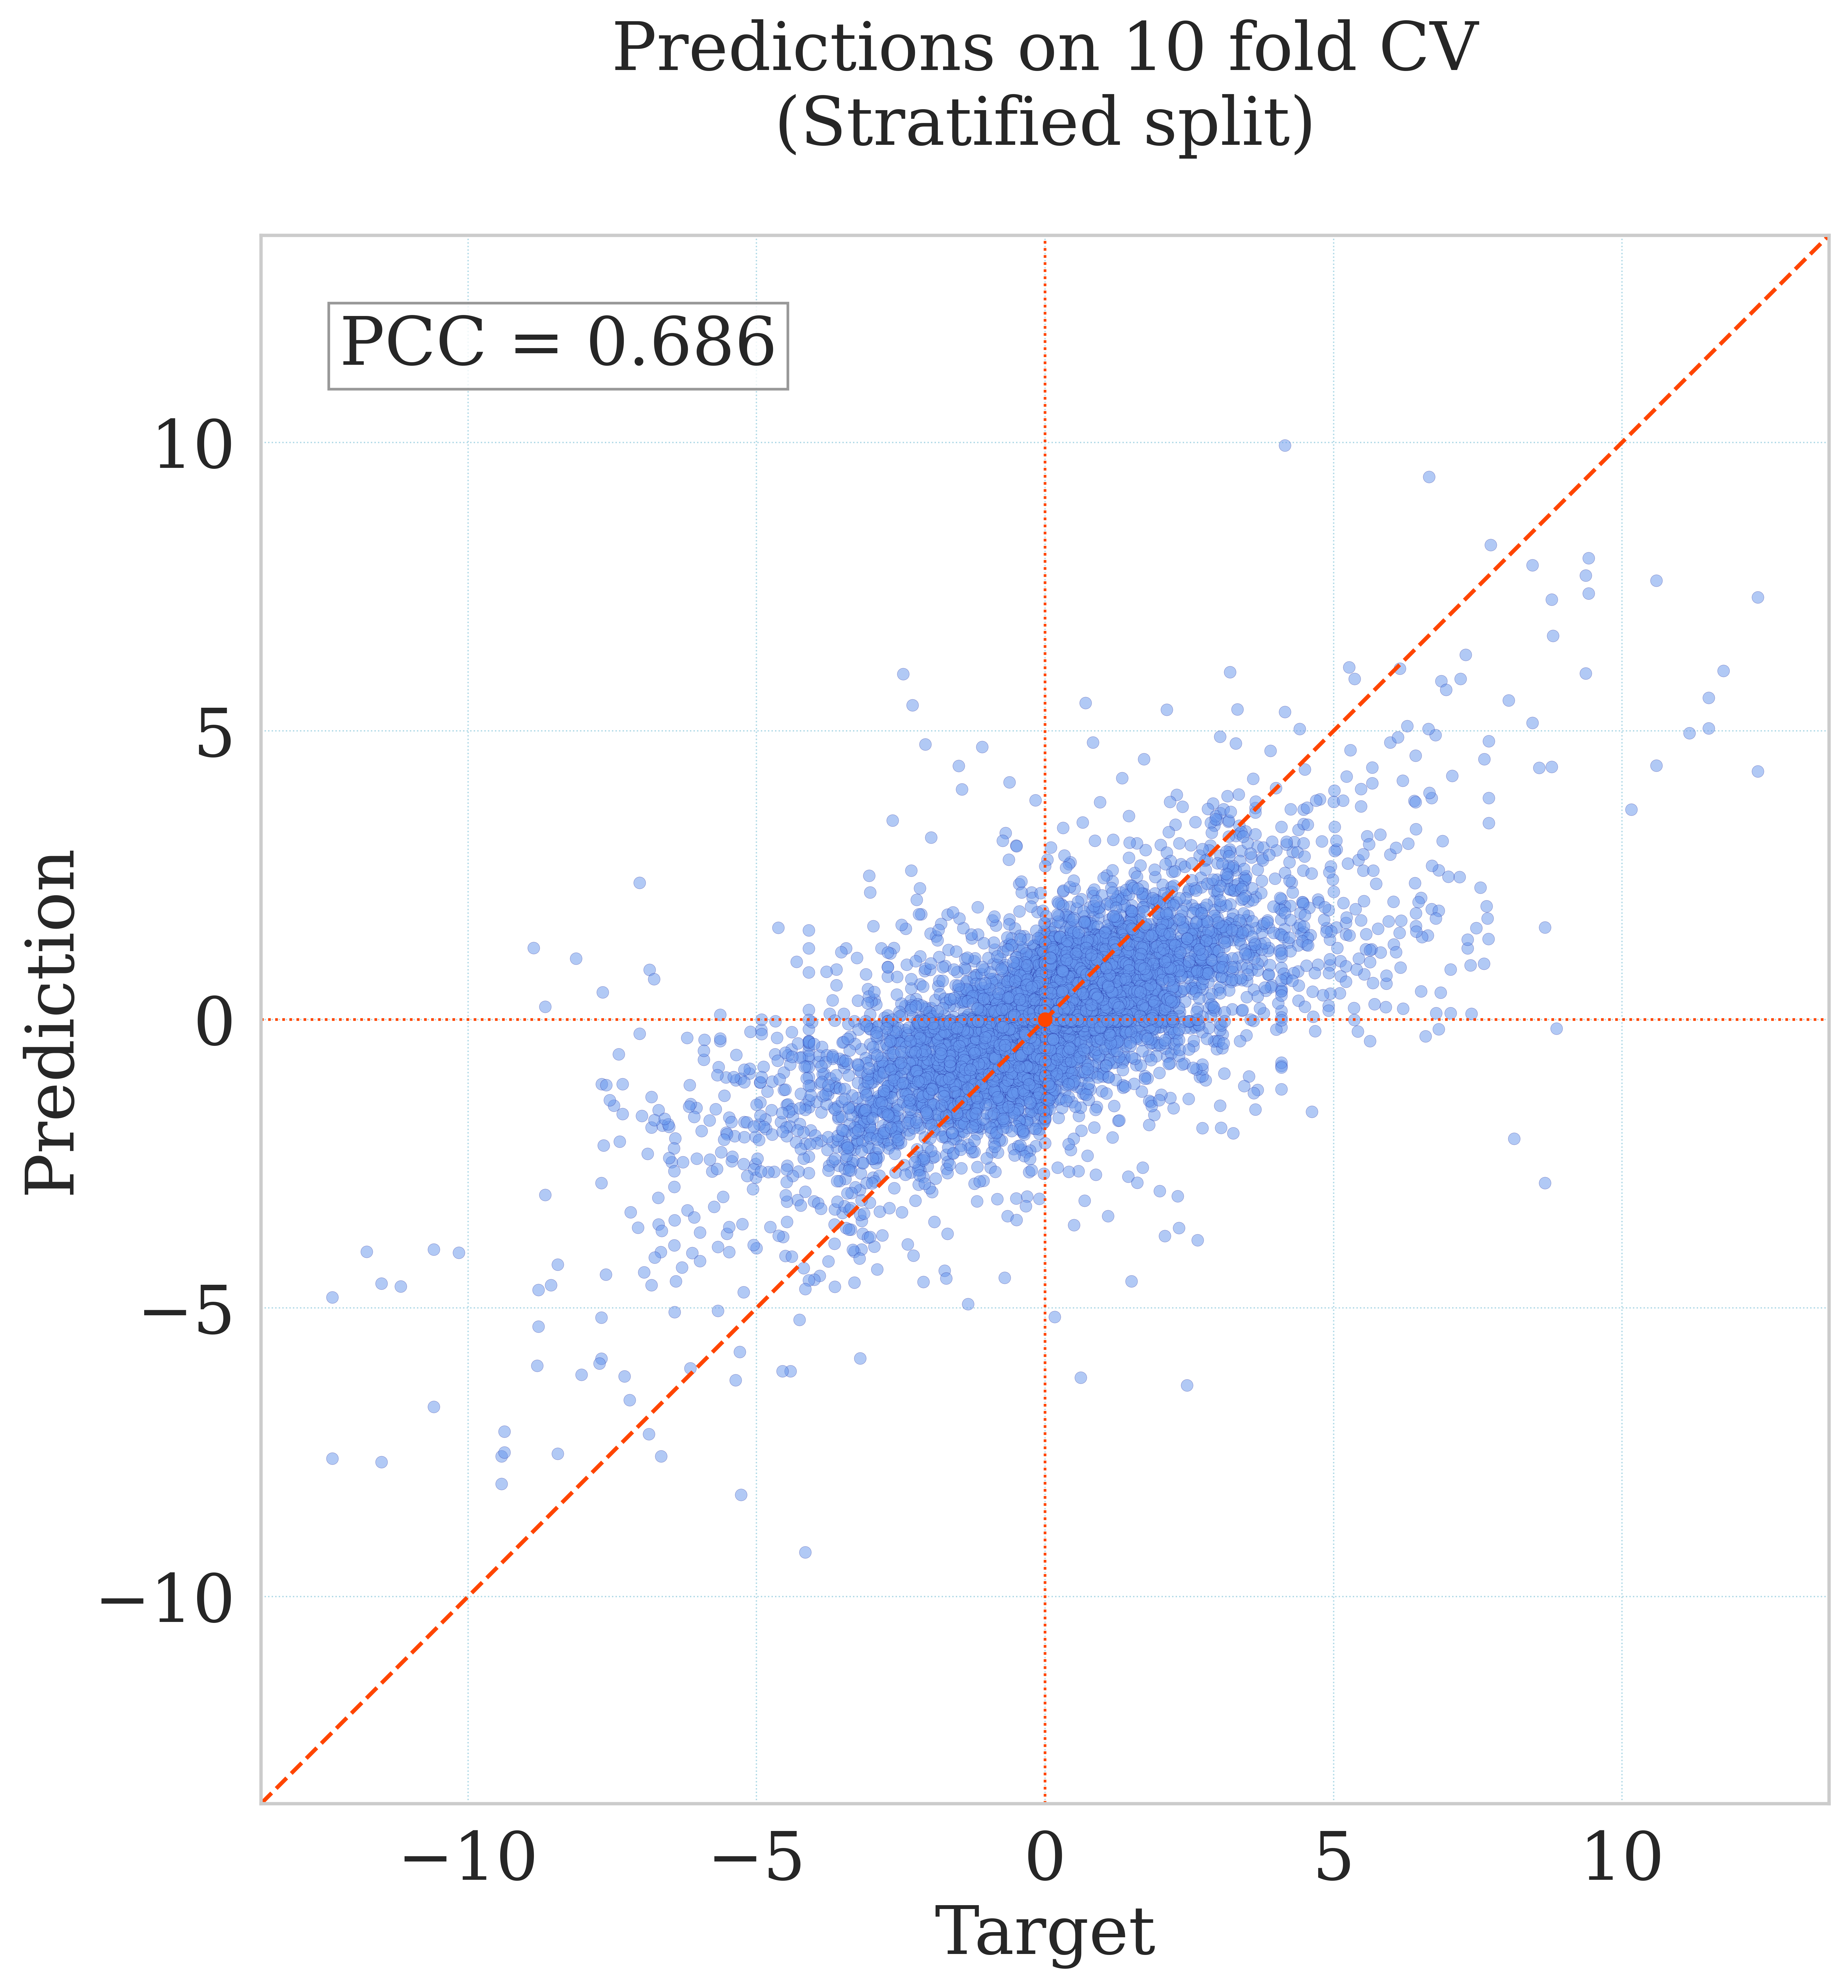 Predictions on 10 fold CV
(Stratified split)
PCC = 0.686
10
5
0
−5
−10
Prediction
−10
−5
0
5
10
Target